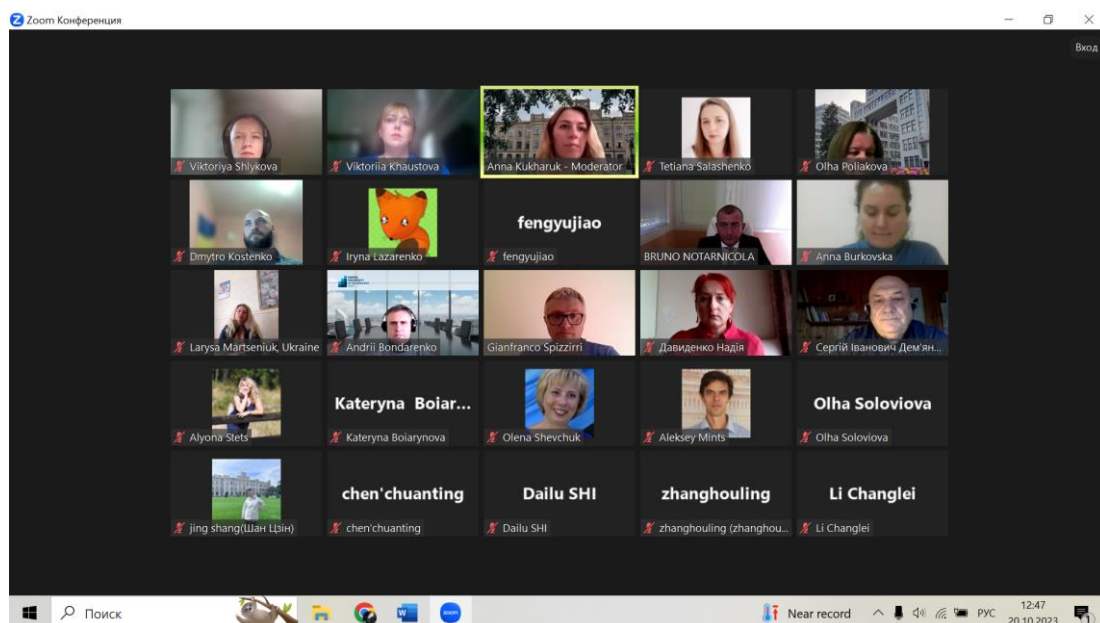 Zoom Конференция
Вход
Viktoriya Shlykova
Viktoriia Khaustova
Anna Kukharuk - Moderator
Tetiana Salashenko
Olha Poliakova
Dmytro Kostenko
Iryna Lazarenko
fengyujiao
fengyujiao
BRUNO NOTARNICOLA
Anna Burkovska
Larysa Martseniuk, Ukraine
Andrii Bondarenko
Gianfranco Spizzirri
Давиденко Надія
Сергій Іванович Дем'ян...
Alyona Stets
Kateryna Boiar...
Kateryna Boiarynova
Olena Shevchuk
Aleksey Mints
Olha Soloviova
Olha Soloviova
jing shang(Шан Цзін)
chen'chuanting
chen'chuanting
Dailu SHI
Dailu SHI
zhanghouling
zhanghouling (zhanghou...
Li Changlei
Li Changlei
Поиск
W
zoom
Near record
РУС
12:47
20.10.2023
1